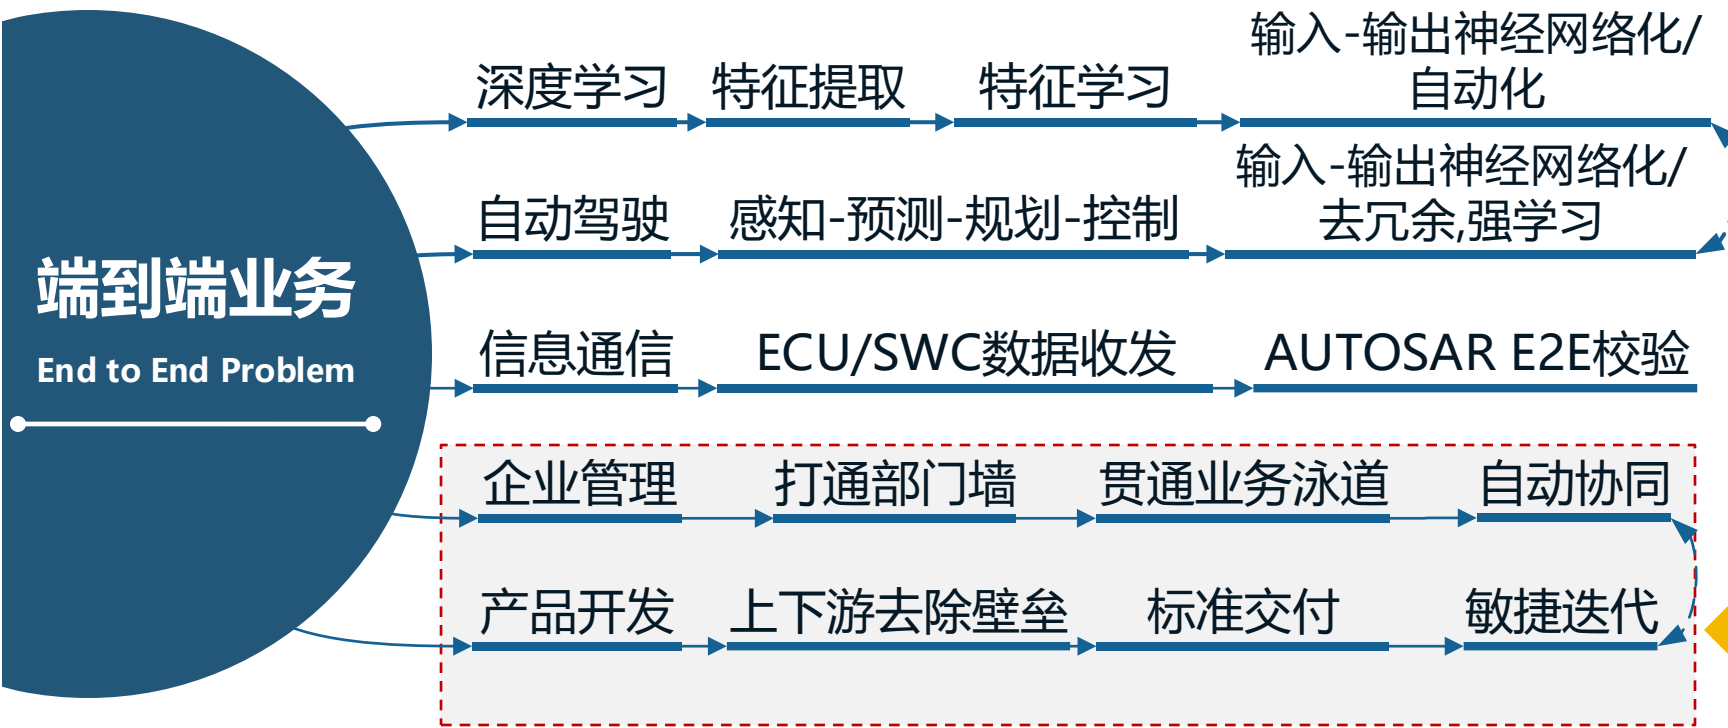 端到端业务
End to End Problem
深度学习
特征提取
特征学习
输入-输出神经网络化/
自动化
自动驾驶
感知-预测-规划-控制
输入-输出神经网络化/
去冗余,强学习
信息通信
ECU/SWC数据收发
AUTOSAR E2E校验
企业管理
打通部门墙
贯通业务泳道
自动协同
产品开发
上下游去除壁垒
标准交付
敏捷迭代